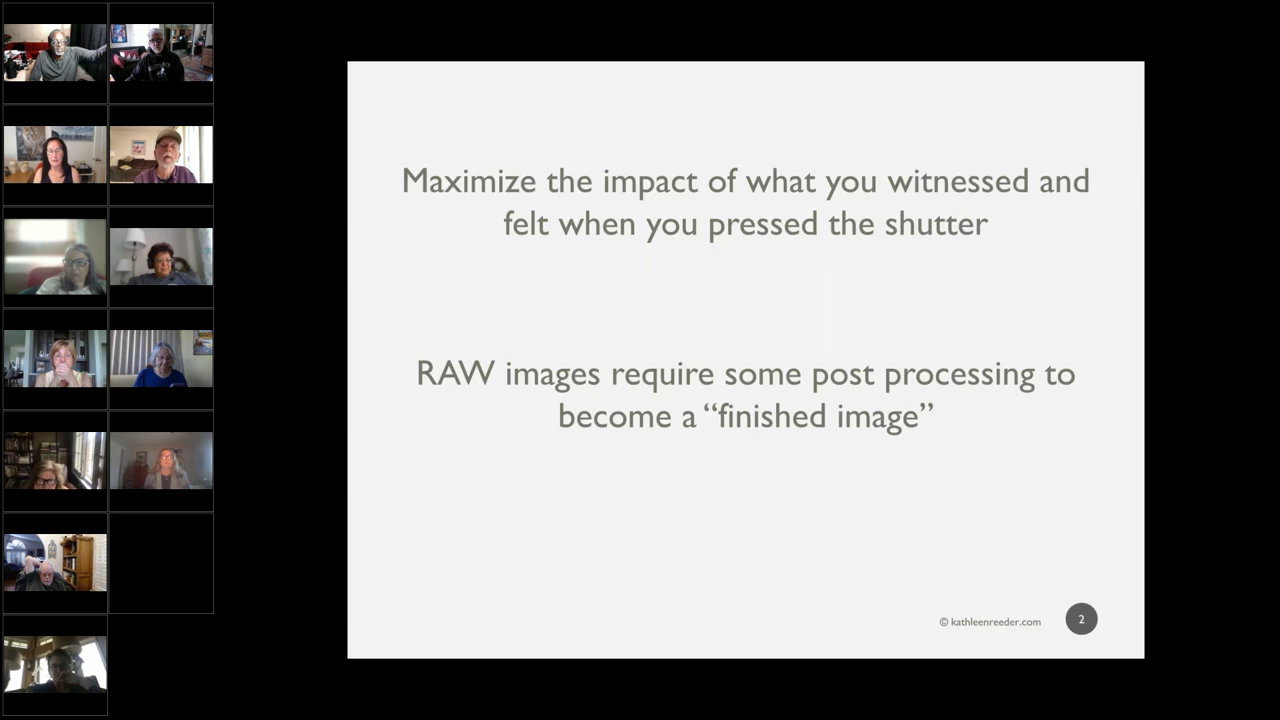 Maximize the impact of what you witnessed and
felt when you pressed the shutter
RAW images require some post processing to
become a “finished image”
© kathleenreeder.com
2